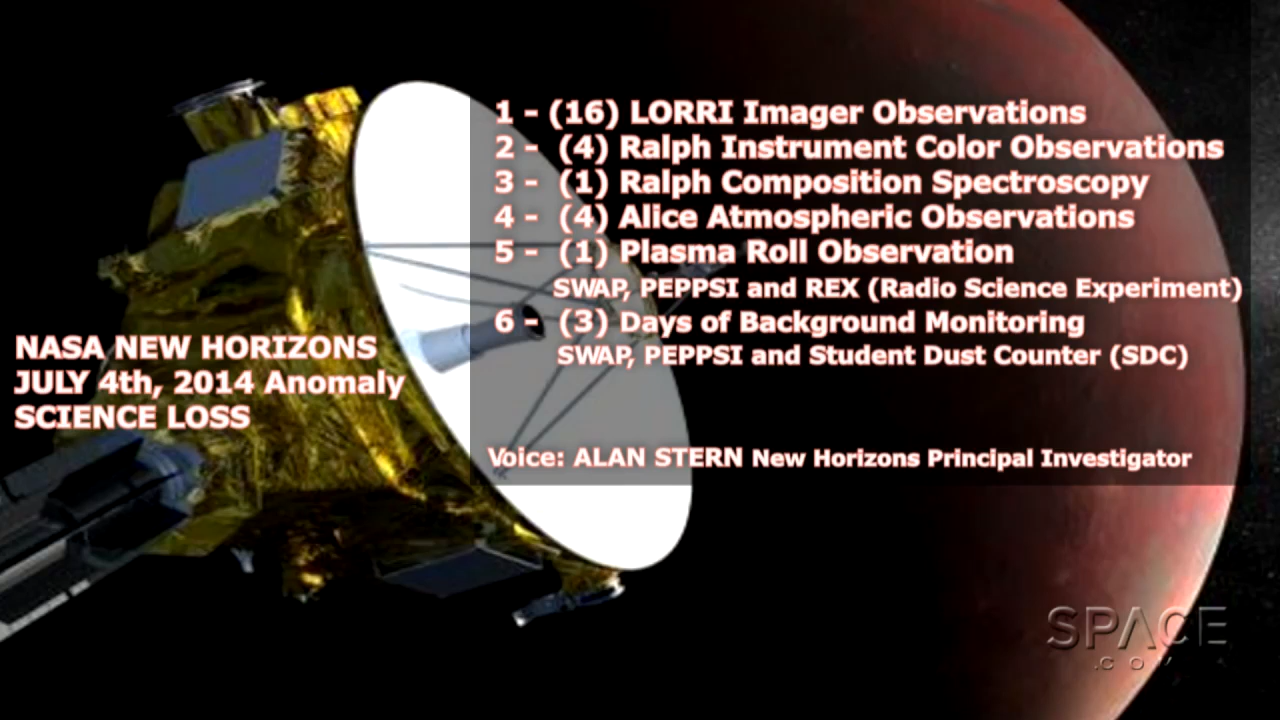 1 - (16) LORRI Imager Observations
2 - (4) Ralph Instrument Color Observations
3 - (1) Ralph Composition Spectroscopy
4 - (4) Alice Atmospheric Observations
5 - (1) Plasma Roll Observation
SWAP, PEPPSI and REX (Radio Science Experiment)
6 - (3) Days of Background Monitoring
SWAP, PEPPSI and Student Dust Counter (SDC)
NASA NEW HORIZONS
JULY 4th, 2014 Anomaly
SCIENCE LOSS
Voice: ALAN STERN New Horizons Principal Investigator
SPACE
.COM